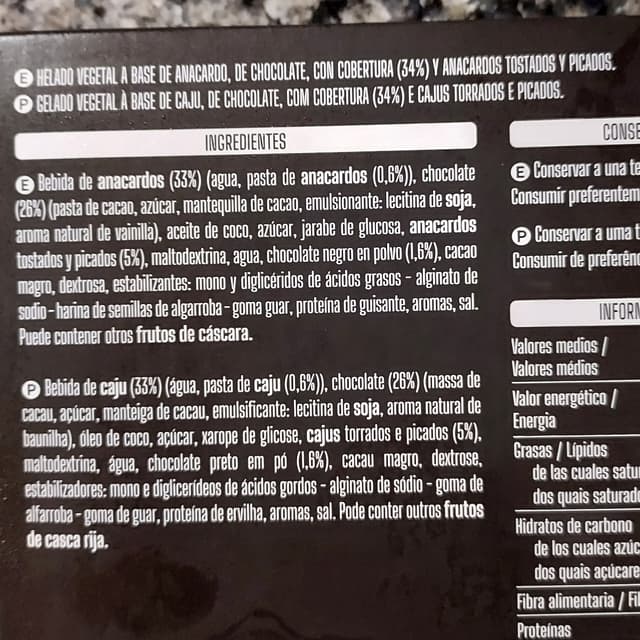 E HELADO VEGETAL A BASE DE ANACARDO, DE CHOCOLATE, CON COBERTURA (34%) Y ANACARDOS TOSTADOS Y PICADOS.
P GELADO VEGETAL À BASE DE CAJU, DE CHOCOLATE, COM COBERTURA (34%) E CAJUS TORRADOS E PICADOS.
INGREDIENTES
E Bebida de anacardos (33%) (agua, pasta de anacardos (0,6%)), chocolate
(26%) (pasta de cacao, azúcar, mantequilla de cacao, emulsionante: lecitina de soja,
aroma natural de vainilla), aceite de coco, azúcar, jarabe de glucosa, anacardos
tostados y picados (5%), maltodextrina, agua, chocolate negro en polvo (1,6%), cacao
magro, dextrosa, estabilizantes: mono y diglicéridos de ácidos grasos - alginato de
sodio - harina de semillas de algarroba - goma guar, proteína de guisante, aromas, sal.
Puede contener otros frutos de cáscara.
P Bebida de caju (33%) (água, pasta de caju (0,6%)), chocolate (26%) (massa de
cacau, açúcar, manteiga de cacau, emulsificante: lecitina de soja, aroma natural de
baunilha), óleo de coco, açúcar, xarope de glicose, cajus torrados e picados (5%),
maltodextrina, água, chocolate preto em pó (1,6%), cacau magro, dextrose,
estabilizadores: mono e diglicerídeos de ácidos gordos - alginato de sódio - goma de
alfarroba - goma de guar, proteína de ervilha, aromas, sal. Pode conter outros frutos
de casca rija.
CONSE
E Conservar a una te
Consumir preferentem
P Conservar a uma t
Consumir de preferênc
INFORM
Valores medios /
Valores médios
Valor energético /
Energia
Grasas / Lípidos
de las cuales satur
dos quais saturado
Hidratos de carbono
de los cuales azúc
dos quais açúcare
Fibra alimentaria / Fi
Proteínas